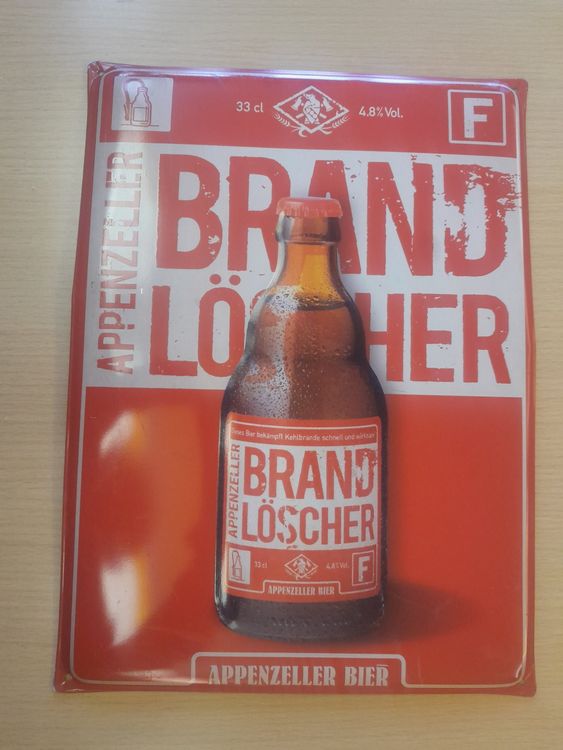 33 cl 4.8% Vol. F
APPENZELLER
BRAND
LÖSCHER
Dieses Bier bekämpft Kehlbrände schnell und wirksam
APPENZELLER
BRAND
LÖSCHER
33 cl 4.8% Vol. F
APPENZELLER BIER
APPENZELLER BIER